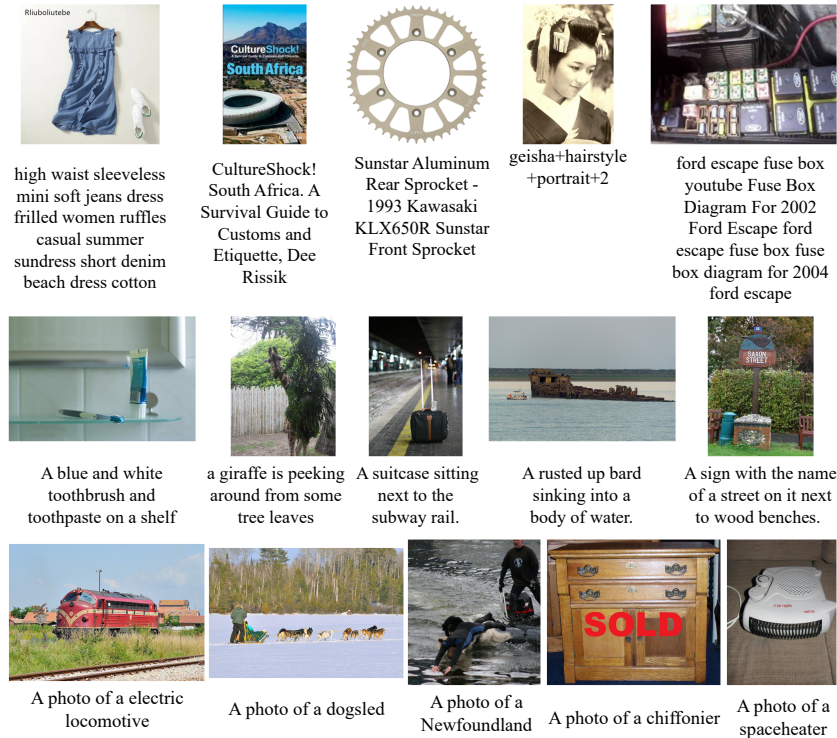 Rliuboliutebe
CultureShock!
A Survival Guide to Customs and Etiquette
South Africa
high waist sleeveless
mini soft jeans dress
frilled women ruffles
casual summer
sundress short denim
beach dress cotton
CultureShock!
South Africa. A
Survival Guide to
Customs and
Etiquette, Dee
Rissik
Sunstar Aluminum
Rear Sprocket -
1993 Kawasaki
KLX650R Sunstar
Front Sprocket
geisha+hairstyle
+portrait+2
ford escape fuse box
youtube Fuse Box
Diagram For 2002
Ford Escape ford
escape fuse box fuse
box diagram for 2004
ford escape
SAXON
STREET
A blue and white
toothbrush and
toothpaste on a shelf
a giraffe is peeking
around from some
tree leaves
A suitcase sitting
next to the
subway rail.
A rusted up bard
sinking into a
body of water.
A sign with the name
of a street on it next
to wood benches.
SOLD
A photo of a electric
locomotive
A photo of a dogsled
A photo of a
Newfoundland
A photo of a chiffonier
A photo of a
spaceheater